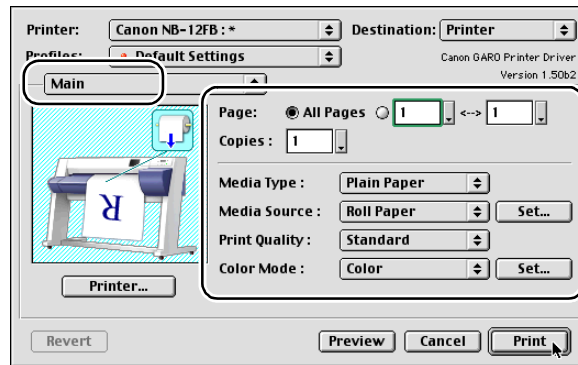 Printer: Canon NB-12FB : * Destination: Printer
Profiles: Default Settings Canon GARO Printer Driver
Version 1.50b2
Main
Page: All Pages 1 <--> 1
Copies : 1
Media Type : Plain Paper
Media Source : Roll Paper Set...
Print Quality : Standard
Color Mode : Color Set...
R
Printer...
Revert Preview Cancel Print